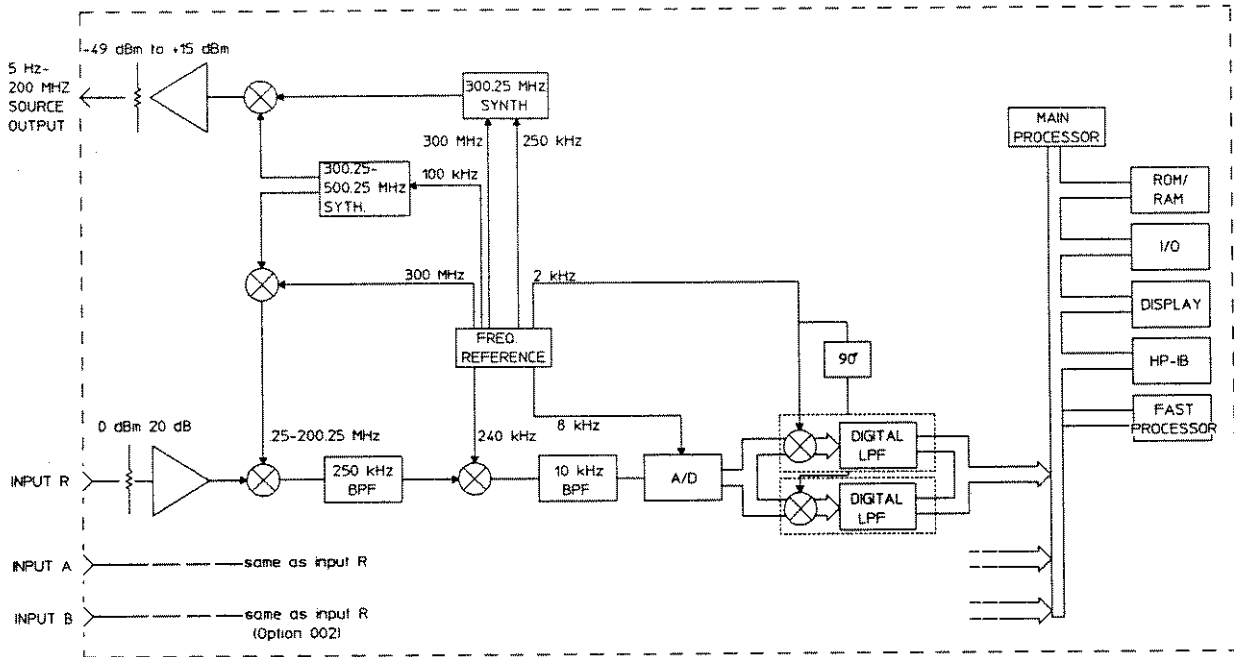 -49 dBm to +15 dBm
5 Hz-
200 MHZ
SOURCE
OUTPUT
300.25 MHz
SYNTH
300 MHz
250 kHz
300.25-
500.25 MHz
SYTH.
100 kHz
300 MHz
2 kHz
FREQ.
REFERENCE
90°
MAIN
PROCESSOR
ROM/
RAM
I/O
DISPLAY
HP-IB
FAST
PROCESSOR
0 dBm 20 dB
.25-200.25 MHz
240 kHz
8 kHz
INPUT R
250 kHz
BPF
10 kHz
BPF
A/D
DIGITAL
LPF
DIGITAL
LPF
INPUT A
same as input R
INPUT B
same as input R
(Option 002)